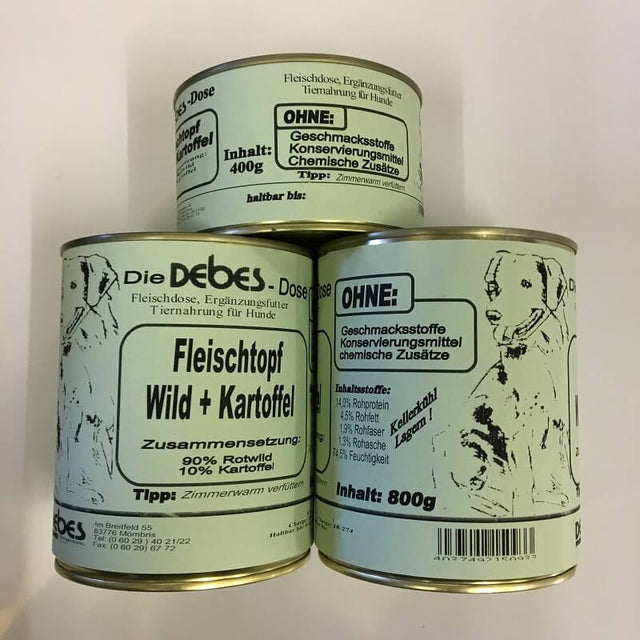 -Dose
Fleischdose, Ergänzungsfutter
Tiernahrung für Hunde
OHNE:
Geschmacksstoffe
Konservierungsmittel
Chemische Zusätze
Inhalt:
400g
Tipp: Zimmerwarm verfüttern
haltbar bis:
Die DEBES - Dose
Fleischdose, Ergänzungsfutter
Tiernahrung für Hunde
Fleischtopf
Wild + Kartoffel
Zusammensetzung:
90% Rotwild
10% Kartoffel
Tipp: Zimmerwarm verfüttern
Im Breitfeld 55
63776 Mömbris
Tel: (0 60 29 ) 40 21/22
Fax: (0 60 29) 67 72
OHNE:
Geschmacksstoffe
Konservierungsmittel
chemische Zusätze
Inhaltsstoffe:
14,0% Rohprotein
4,5% Rohfett
1,9% Rohfaser
1,3% Rohasche
74,5% Feuchtigkeit
Kellerkühl
Lagern !
Inhalt: 800g
18-274